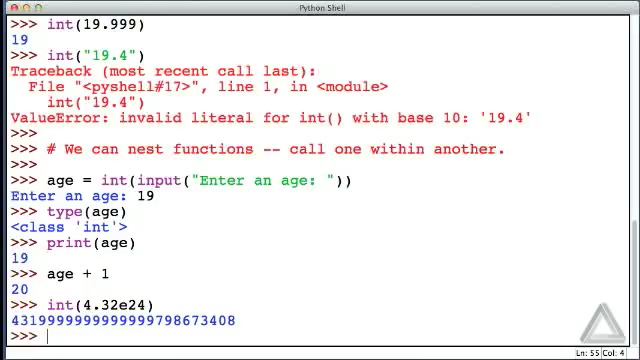 Python Shell
>>> int(19.999)
19
>>> int("19.4")
Traceback (most recent call last):
  File "<pyshell#17>", line 1, in <module>
    int("19.4")
ValueError: invalid literal for int() with base 10: '19.4'
>>>
>>> # We can nest functions -- call one within another.
>>>
>>> age = int(input("Enter an age: "))
Enter an age: 19
>>> type(age)
<class 'int'>
>>> print(age)
19
>>> age + 1
20
>>> int(4.32e24)
4319999999999999798673408
>>>
Ln: 55 Col: 4